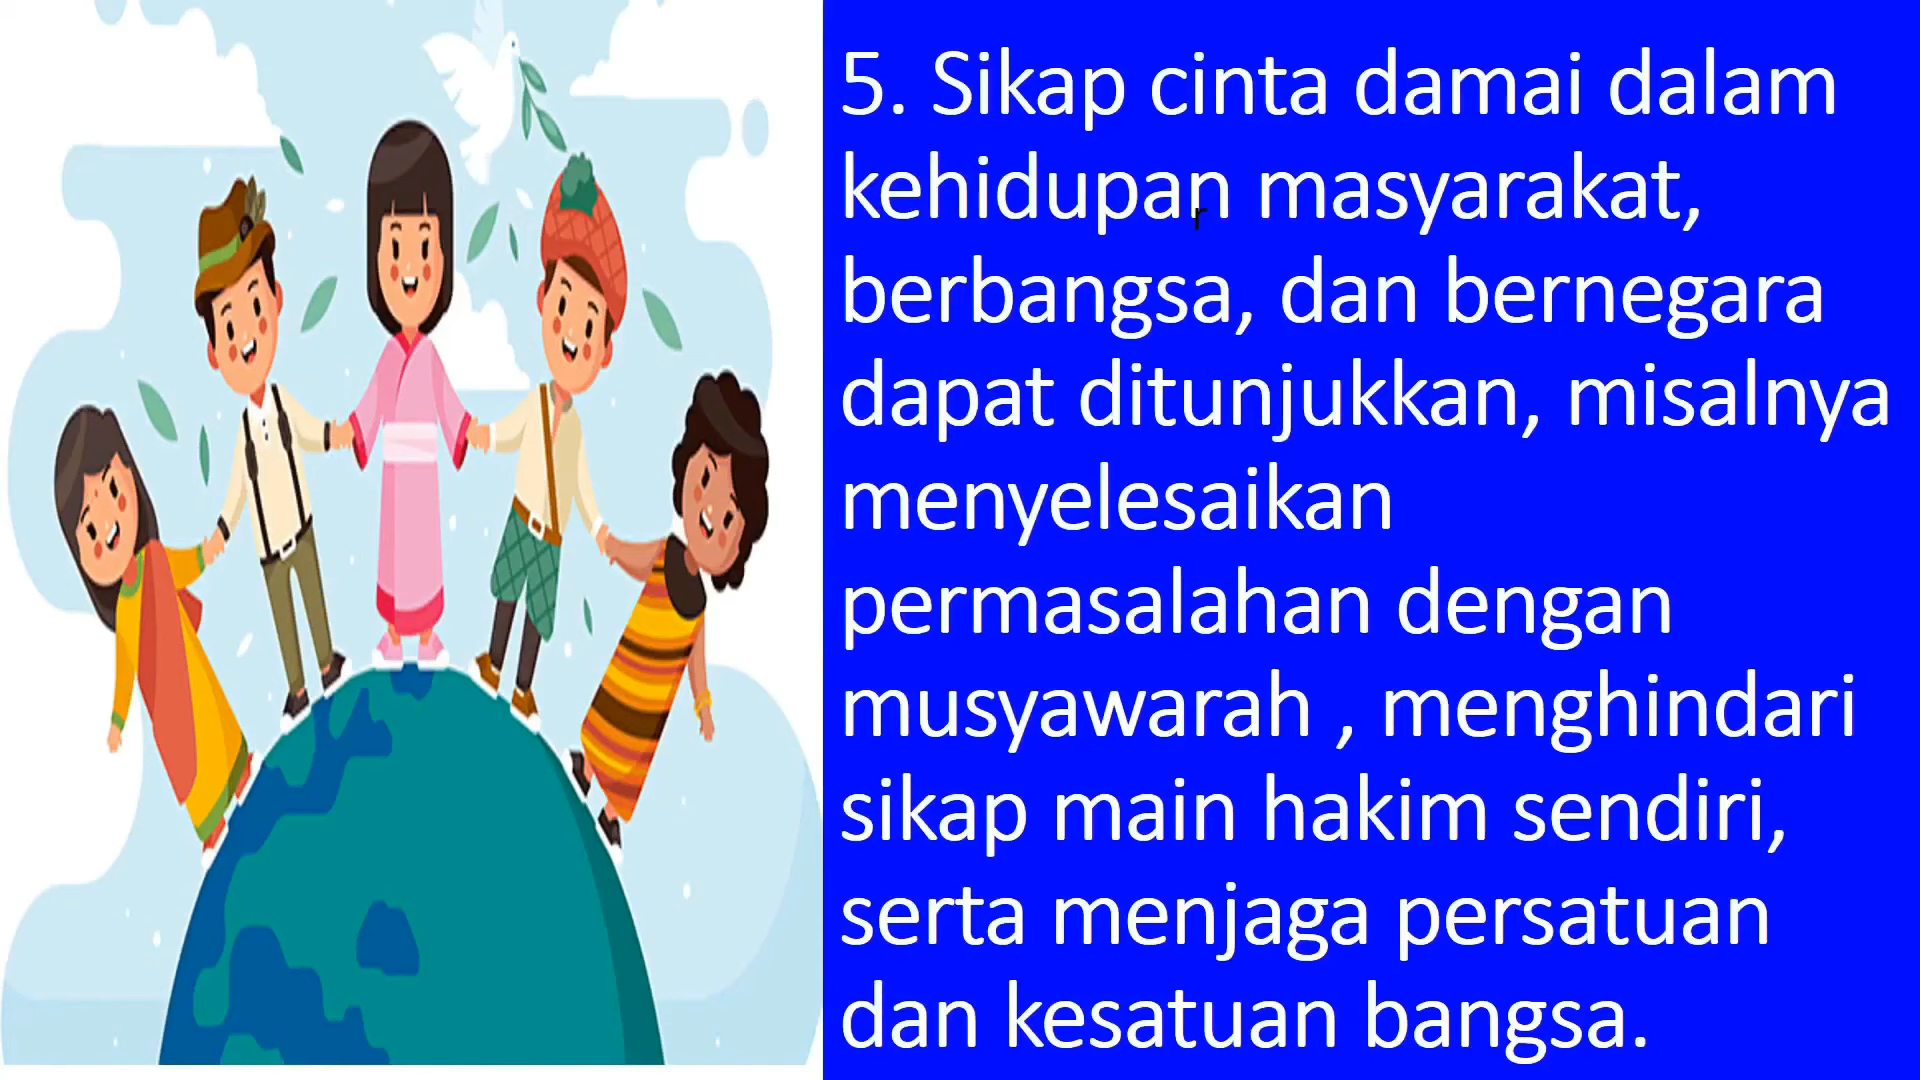 5. Sikap cinta damai dalam
kehidupan masyarakat,
berbangsa, dan bernegara
dapat ditunjukkan, misalnya
menyelesaikan
permasalahan dengan
musyawarah , menghindari
sikap main hakim sendiri,
serta menjaga persatuan
dan kesatuan bangsa.